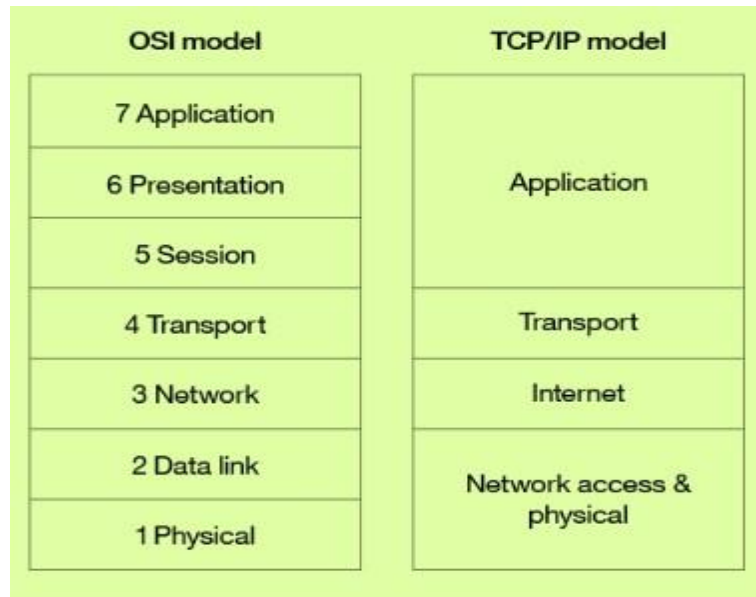 OSI model
7 Application
6 Presentation
5 Session
4 Transport
3 Network
2 Data link
1 Physical
TCP/IP model
Application
Transport
Internet
Network access &
physical